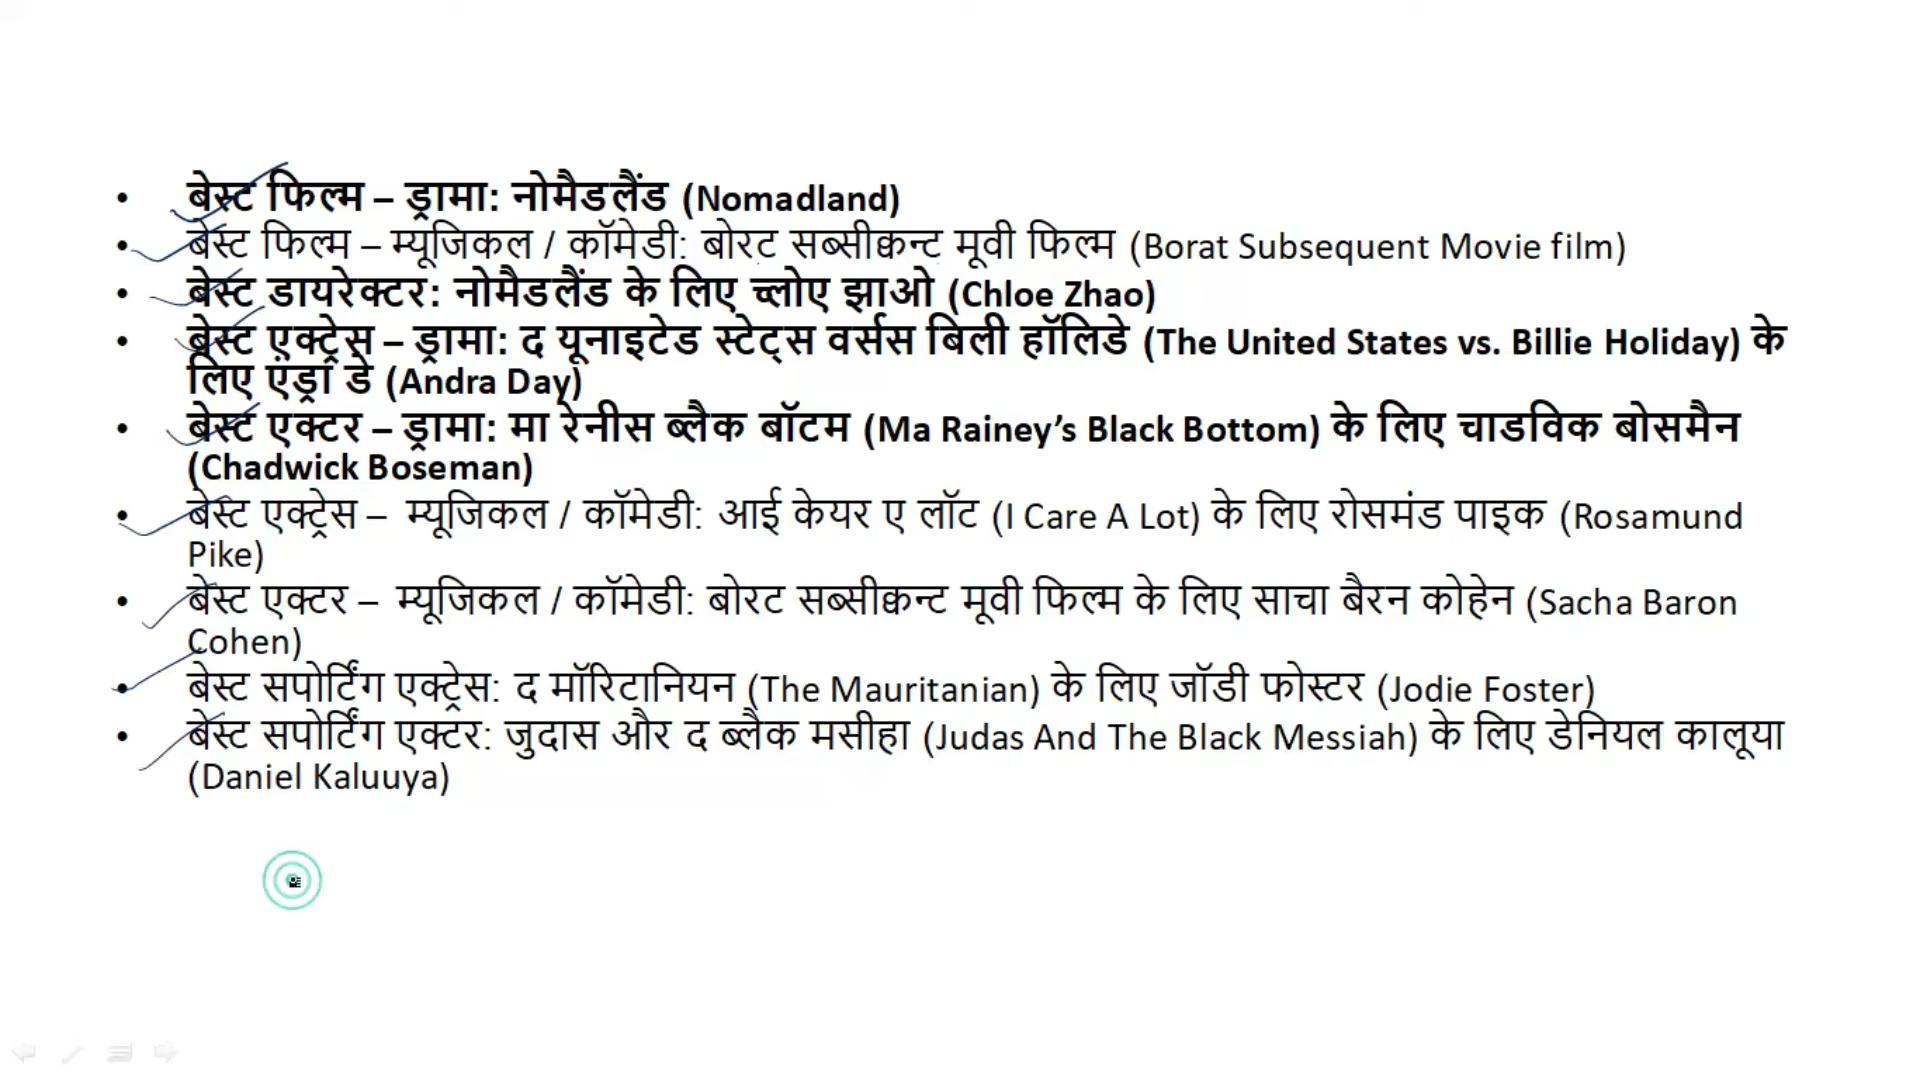 • बेस्ट फिल्म – ड्रामा: नोमैडलैंड (Nomadland)
• बेस्ट फिल्म – म्यूजिकल / कॉमेडी: बोरट सब्सीक्वन्ट मूवी फिल्म (Borat Subsequent Movie film)
• बेस्ट डायरेक्टर: नोमैडलैंड के लिए च्लोए झाओ (Chloe Zhao)
• बेस्ट एक्ट्रेस – ड्रामा: द यूनाइटेड स्टेट्स वर्सस बिली हॉलिडे (The United States vs. Billie Holiday) के
लिए एंड्रा डे (Andra Day)
• बेस्ट एक्टर – ड्रामा: मा रेनीस ब्लैक बॉटम (Ma Rainey’s Black Bottom) के लिए चाडविक बोसमैन
(Chadwick Boseman)
• बेस्ट एक्ट्रेस – म्यूजिकल / कॉमेडी: आई केयर ए लॉट (I Care A Lot) के लिए रोसमंड पाइक (Rosamund
Pike)
• बेस्ट एक्टर – म्यूजिकल / कॉमेडी: बोरट सब्सीक्वन्ट मूवी फिल्म के लिए साचा बैरन कोहेन (Sacha Baron
Cohen)
• बेस्ट सपोर्टिंग एक्ट्रेस: द मॉरिटानियन (The Mauritanian) के लिए जॉडी फोस्टर (Jodie Foster)
• बेस्ट सपोर्टिंग एक्टर: जुदास और द ब्लैक मसीहा (Judas And The Black Messiah) के लिए डेनियल कालूया
(Daniel Kaluuya)